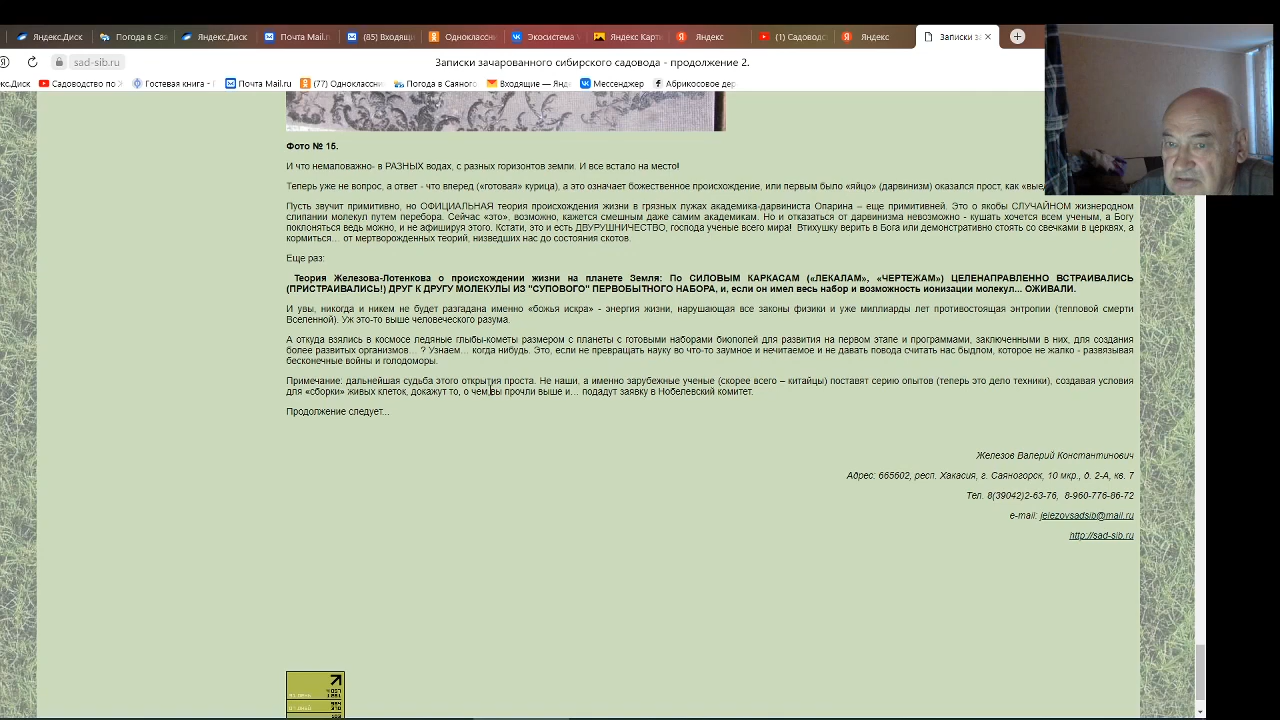 Яндекс.Диск
Погода в Сая
Яндекс.Диск
Почта Mail.ru
(85) Входящи
Одноклассн
Экосистема V
Яндекс Карт
Яндекс
(1) Садоводс
Яндекс
Записки за
sad-sib.ru
Записки зачарованного сибирского садовода - продолжение 2.
кс.Диск
Садоводство по
Гостевая книга - Г
Почта Mail.ru
(77) Одноклассни
Погода в Саяного
Входящие — Янд
Мессенджер
Абрикосовое дер
Фото № 15.
И что немаловажно- в РАЗНЫХ водах, с разных горизонтов земли. И все встало на место!
Теперь уже не вопрос, а ответ - что вперед («готовая» курица), а это означает божественное происхождение, или первым было «яйцо» (дарвинизм) оказался прост, как «вые
Пусть звучит примитивно, но ОФИЦИАЛЬНАЯ теория происхождения жизни в грязных лужах академика-дарвиниста Опарина – еще примитивней. Это о якобы СЛУЧАЙНОМ жизнеродном
слипании молекул путем перебора. Сейчас «это», возможно, кажется смешным даже самим академикам. Но и отказаться от дарвинизма невозможно - кушать хочется всем ученым, а Богу
поклоняться ведь можно, и не афишируя этого. Кстати, это и есть ДВУРУШНИЧЕСТВО, господа ученые всего мира! Втихушку верить в Бога или демонстративно стоять со свечками в церквях, а
кормиться… от мертворожденных теорий, низведших нас до состояния скотов.
Еще раз:
Теория Железова-Лотенкова о происхождении жизни на планете Земля: По СИЛОВЫМ КАРКАСАМ («ЛЕКАЛАМ», «ЧЕРТЕЖАМ») ЦЕЛЕНАПРАВЛЕННО ВСТРАИВАЛИСЬ
(ПРИСТРАИВАЛИСЬ!) ДРУГ К ДРУГУ МОЛЕКУЛЫ ИЗ "СУПОВОГО" ПЕРВОБЫТНОГО НАБОРА, и, если он имел весь набор и возможность ионизации молекул... ОЖИВАЛИ.
И увы, никогда и никем не будет разгадана именно «божья искра» - энергия жизни, нарушающая все законы физики и уже миллиарды лет противостоящая энтропии (тепловой смерти
Вселенной). Уж это-то выше человеческого разума.
А откуда взялись в космосе ледяные глыбы-кометы размером с планеты с готовыми наборами биополей для развития на первом этапе и программами, заключенными в них, для создания
более развитых организмов… ? Узнаем… когда нибудь. Это, если не превращать науку во что-то заумное и нечитаемое и не давать повода считать нас быдлом, которое не жалко - развязывая
бесконечные войны и голодоморы.
Примечание: дальнейшая судьба этого открытия проста. Не наши, а именно зарубежные ученые (скорее всего – китайцы) поставят серию опытов (теперь это дело техники), создавая условия
для «сборки» живых клеток, докажут то, о чем вы прочли выше и… подадут заявку в Нобелевский комитет.
Продолжение следует...
Железов Валерий Константинович
Адрес: 665602, респ. Хакасия, г. Саяногорск, 10 мкр., д. 2-А, кв. 7
Тел. 8(39042)2-63-76, 8-960-776-86-72
e-mail: jelezovsadsib@mail.ru
http://sad-sib.ru